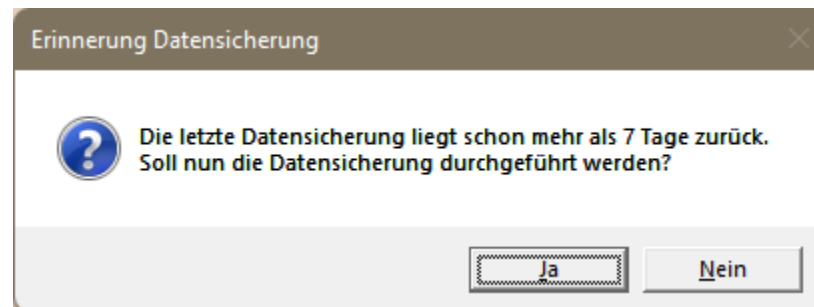 Erinnerung Datensicherung
Die letzte Datensicherung liegt schon mehr als 7 Tage zurück.
Soll nun die Datensicherung durchgeführt werden?
Ja
Nein